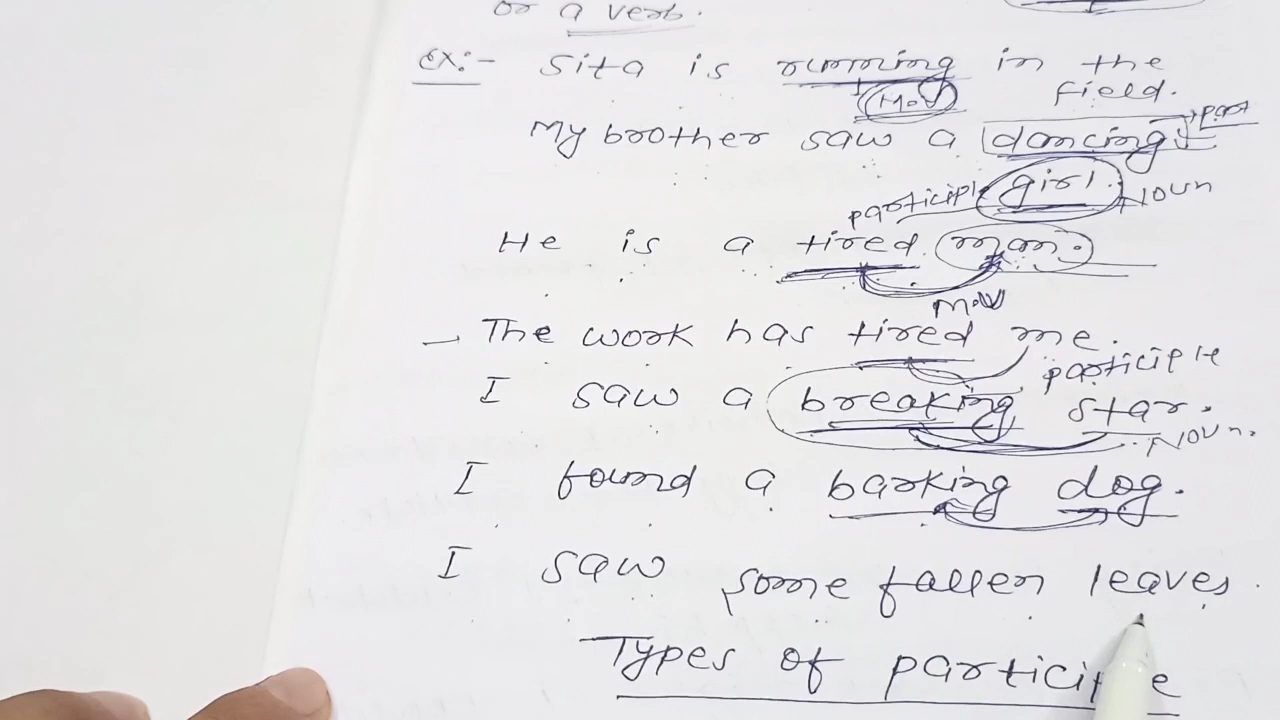 or a verb.
Ex:- Sita is running in the
field.
M.V
My brother saw a dancing
part
girl.
Noun
participle
He is a tired man.
M.V
The work has tired me.
participle
I saw a breaking star.
Noun.
I found a barking dog.
I saw some fallen leaves.
Types of participle